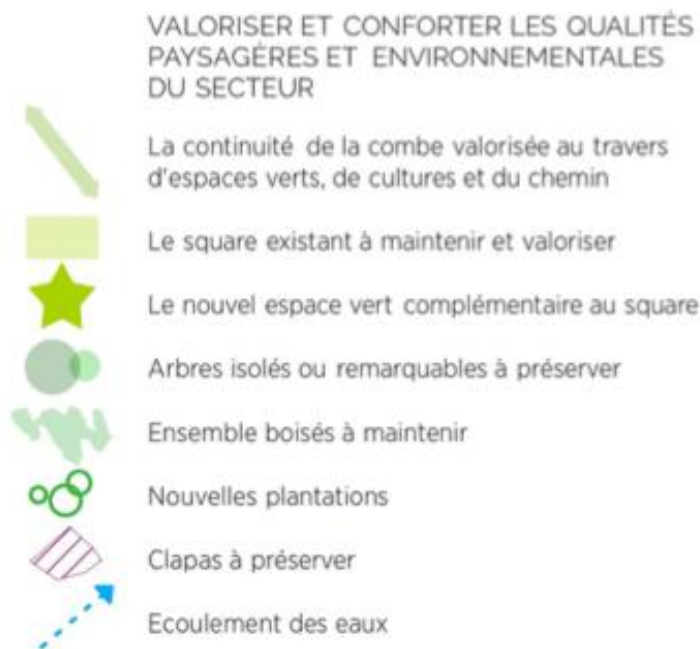 VALORISER ET CONFORTER LES QUALITÉS
PAYSAGÈRES ET ENVIRONNEMENTALES
DU SECTEUR
La continuité de la combe valorisée au travers
d'espaces verts, de cultures et du chemin
Le square existant à maintenir et valoriser
Le nouvel espace vert complémentaire au square
Arbres isolés ou remarquables à préserver
Ensemble boisés à maintenir
Nouvelles plantations
Clapas à préserver
Ecoulement des eaux